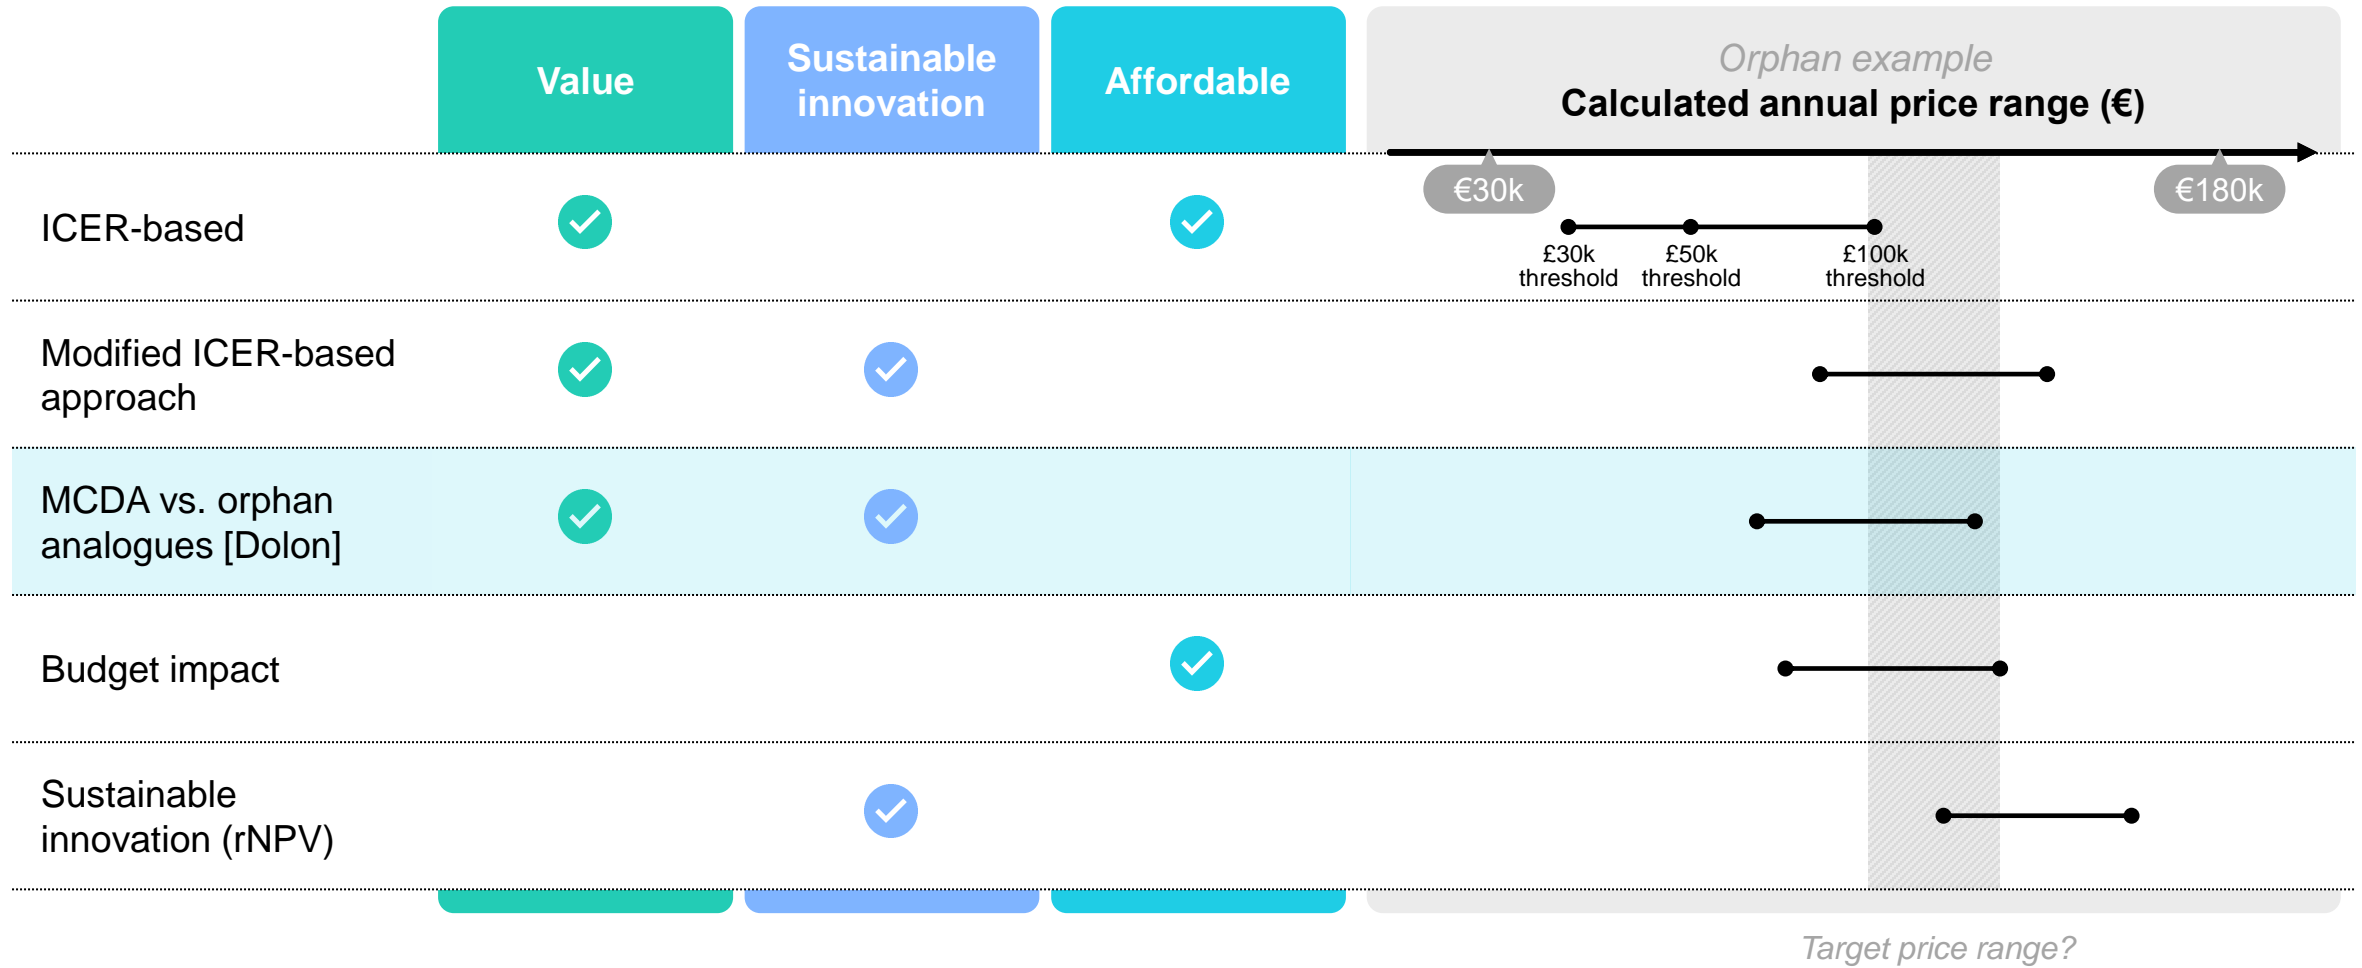 Value
Sustainable
innovation
Affordable
Orphan example
Calculated annual price range (€)
€30k
€180k
ICER-based
£30k
threshold
£50k
threshold
£100k
threshold
Modified ICER-based
approach
MCDA vs. orphan
analogues [Dolon]
Budget impact
Sustainable
innovation (rNPV)
Target price range?